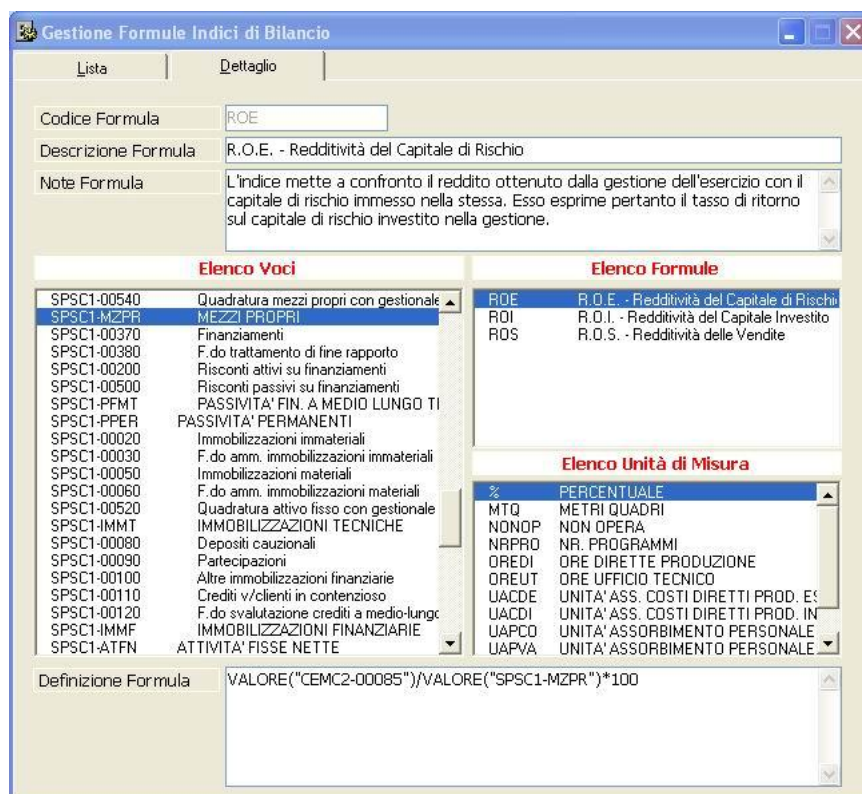 Gestione Formule Indici di Bilancio
Lista Dettaglio
Codice Formula ROE
Descrizione Formula R.O.E. - Redditività del Capitale di Rischio
Note Formula L'indice mette a confronto il reddito ottenuto dalla gestione dell'esercizio con il
capitale di rischio immesso nella stessa. Esso esprime pertanto il tasso di ritorno
sul capitale di rischio investito nella gestione.
Elenco Voci
SPSC1-00540 Quadratura mezzi propri con gestionale
SPSC1-MZPR MEZZI PROPRI
SPSC1-00370 Finanziamenti
SPSC1-00380 F.do trattamento di fine rapporto
SPSC1-00200 Risconti attivi su finanziamenti
SPSC1-00500 Risconti passivi su finanziamenti
SPSC1-PFMT PASSIVITA' FIN. A MEDIO LUNGO TI
SPSC1-PPER PASSIVITA' PERMANENTI
SPSC1-00020 Immobilizzazioni immateriali
SPSC1-00030 F.do amm. immobilizzazioni immateriali
SPSC1-00050 Immobilizzazioni materiali
SPSC1-00060 F.do amm. immobilizzazioni materiali
SPSC1-00520 Quadratura attivo fisso con gestionale
SPSC1-IMMT IMMOBILIZZAZIONI TECNICHE
SPSC1-00080 Depositi cauzionali
SPSC1-00090 Partecipazioni
SPSC1-00100 Altre immobilizzazioni finanziarie
SPSC1-00110 Crediti v/clienti in contenzioso
SPSC1-00120 F.do svalutazione crediti a medio-lungo
SPSC1-IMMF IMMOBILIZZAZIONI FINANZIARIE
SPSC1-ATFN ATTIVITA' FISSE NETTE
Elenco Formule
ROE R.O.E. - Redditività del Capitale di Rischi
ROI R.O.I. - Redditività del Capitale Investito
ROS R.O.S. - Redditività delle Vendite
Elenco Unità di Misura
% PERCENTUALE
MTQ METRI QUADRI
NONOP NON OPERA
NRPRO NR. PROGRAMMI
OREDI ORE DIRETTE PRODUZIONE
OREUT ORE UFFICIO TECNICO
UACDE UNITA' ASS. COSTI DIRETTI PROD. ES
UACDI UNITA' ASS. COSTI DIRETTI PROD. IN
UAPCO UNITA' ASSORBIMENTO PERSONALE
UAPVA UNITA' ASSORBIMENTO PERSONALE
Definizione Formula VALORE("CEMC2-00085")/VALORE("SPSC1-MZPR")*100